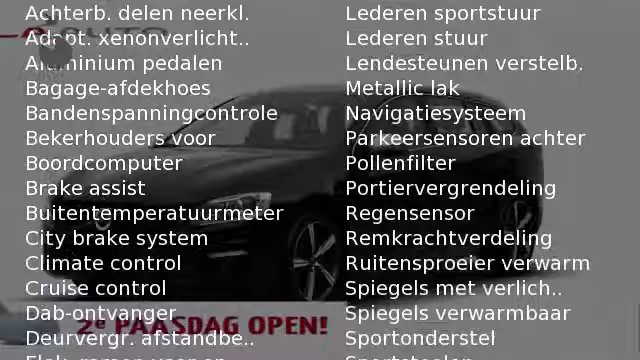 Achterb. delen neerkl.
Adapt. xenonverlicht..
Aluminium pedalen
Bagage-afdekhoes
Bandenspanningcontrole
Bekerhouders voor
Boordcomputer
Brake assist
Buitentemperatuurmeter
City brake system
Climate control
Cruise control
Dab-ontvanger
Deurvergr. afstandbe..
Lederen sportstuur
Lederen stuur
Lendesteunen verstelb.
Metallic lak
Navigatiesysteem
Parkeersensoren achter
Pollenfilter
Portiervergrendeling
Regensensor
Remkrachtverdeling
Ruitensproeier verwarm
Spiegels met verlich..
Spiegels verwarmbaar
Sportonderstel
2e PAASDAG OPEN!